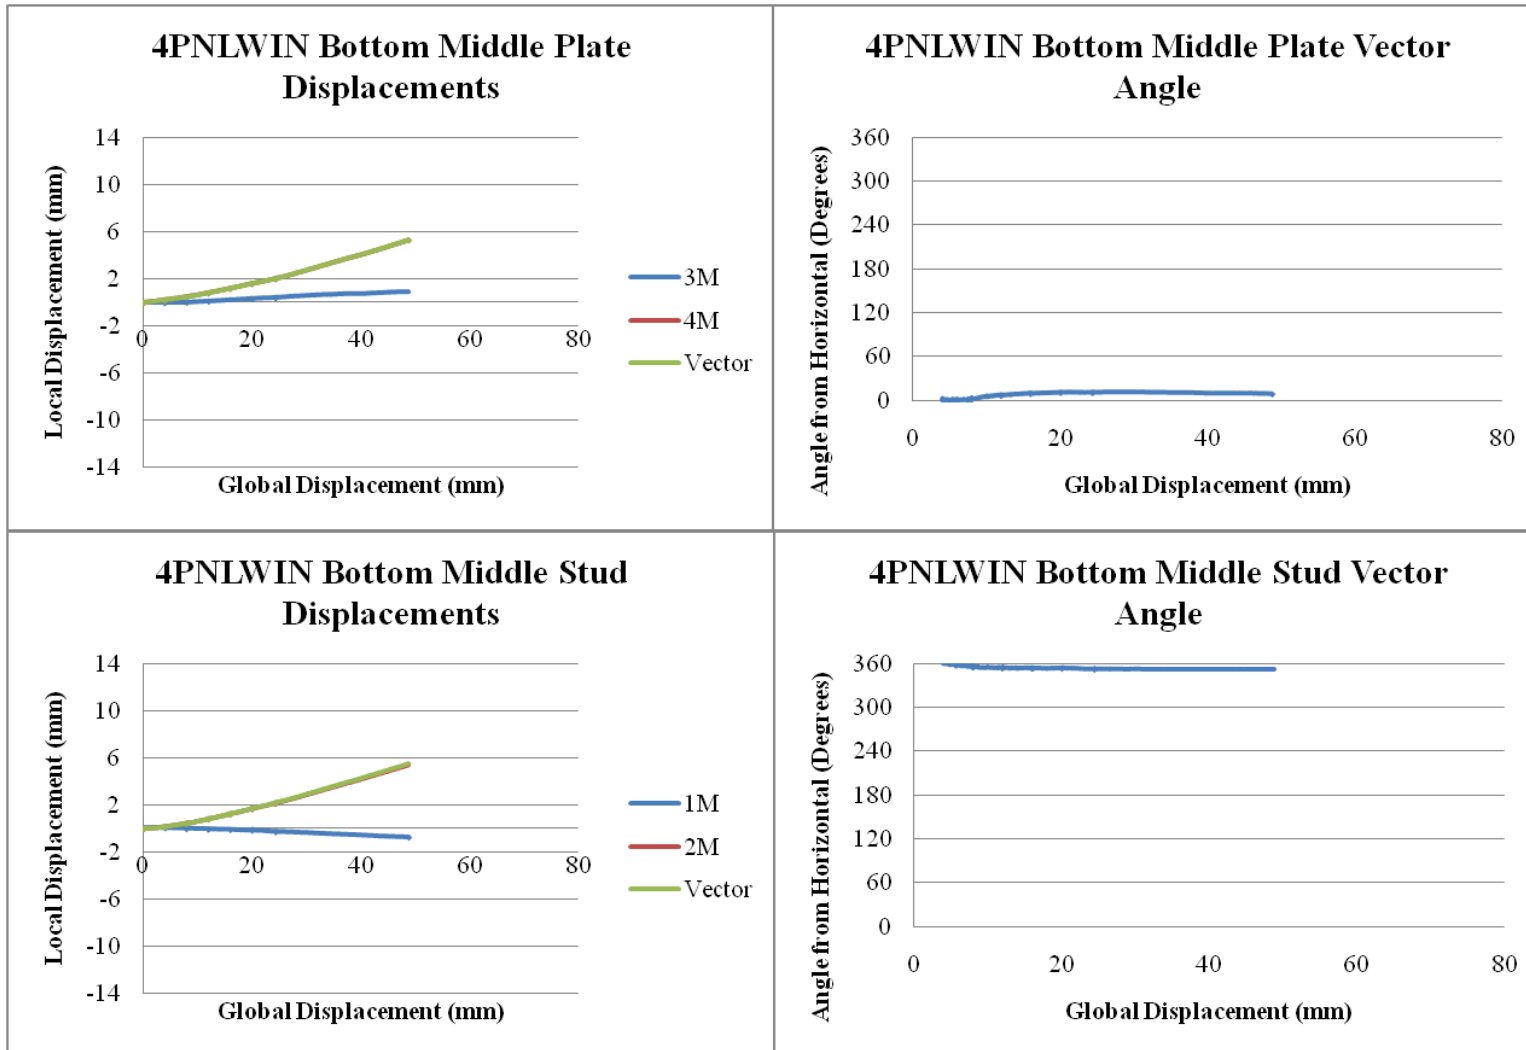 4PNLWIN Bottom Middle Plate
Displacements
Local Displacement (mm)
14
10
6
2
-2
-6
-10
-14
0
20
40
60
80
Global Displacement (mm)
3M
4M
Vector
4PNLWIN Bottom Middle Plate Vector
Angle
Angle from Horizontal (Degrees)
360
300
240
180
120
60
0
0
20
40
60
80
Global Displacement (mm)
4PNLWIN Bottom Middle Stud
Displacements
Local Displacement (mm)
14
10
6
2
-2
-6
-10
-14
0
20
40
60
80
Global Displacement (mm)
1M
2M
Vector
4PNLWIN Bottom Middle Stud Vector
Angle
Angle from Horizontal (Degrees)
360
300
240
180
120
60
0
0
20
40
60
80
Global Displacement (mm)